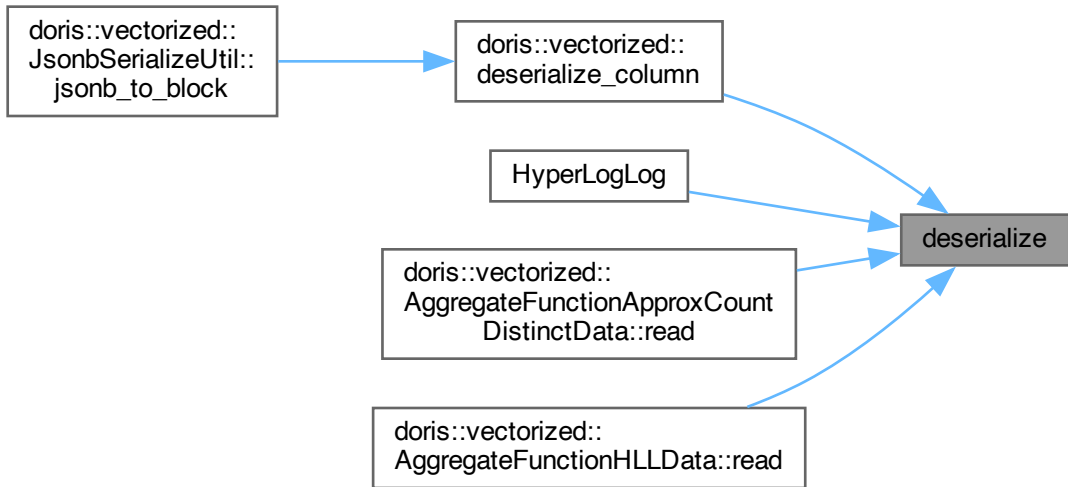 doris::vectorized::
JsonbSerializeUtil::
jsonb_to_block
doris::vectorized::
deserialize_column
HyperLogLog
deserialize
doris::vectorized::
AggregateFunctionApproxCount
DistinctData::read
doris::vectorized::
AggregateFunctionHLLData::read